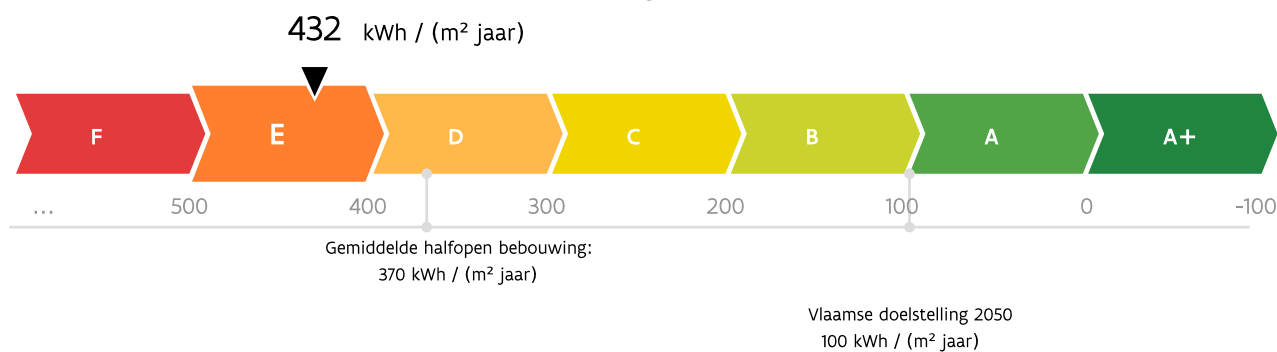 432 kWh / (m² jaar)
F E D C B A A+
... 500 400 300 200 100 0 -100
Gemiddelde halfopen bebouwing:
370 kWh / (m² jaar)
Vlaamse doelstelling 2050
100 kWh / (m² jaar)